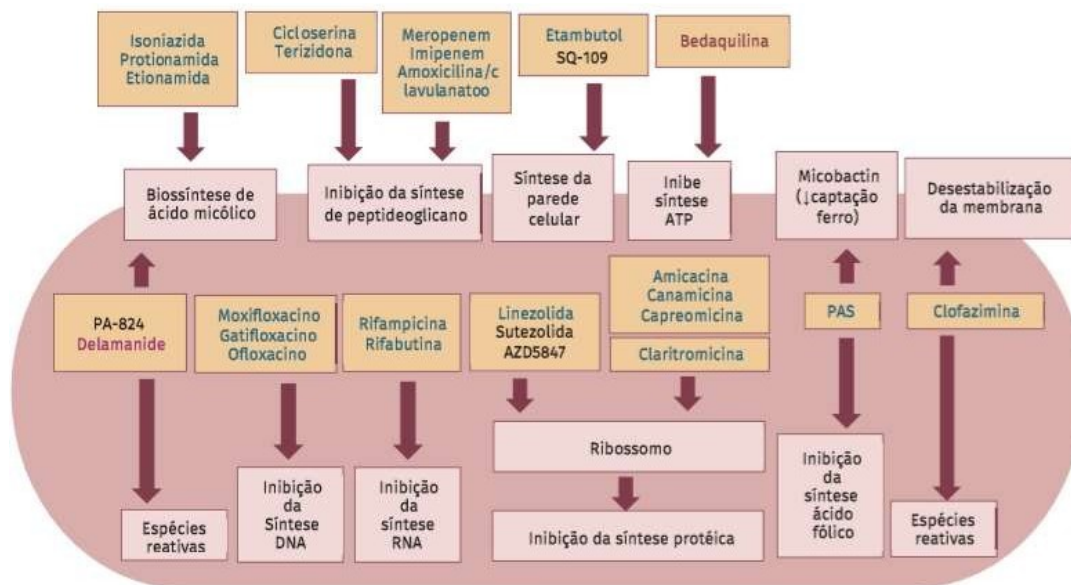 Isoniazida
Protionamida
Etionamida
Cicloserina
Terizidona
Meropenem
Imipenem
Amoxicilina/c
lavulanatoo
Etambutol
SQ-109
Bedaquilina
Biossíntese de
ácido micólico
Inibição da síntese
de peptideoglicano
Síntese da
parede
celular
Inibe
síntese
ATP
Micobactin
(↓captação
ferro)
Desestabilização
da membrana
PA-824
Delamanide
Moxifloxacino
Gatifloxacino
Ofloxacino
Rifampicina
Rifabutina
Linezolida
Sutezolida
AZD5847
Amicacina
Canamicina
Capreomicina
Claritromicina
PAS
Clofazimina
Espécies
reativas
Inibição
da
Síntese
DNA
Inibição
da
síntese
RNA
Ribossomo
Inibição da síntese protéica
Inibição
da
síntese
ácido
fólico
Espécies
reativas